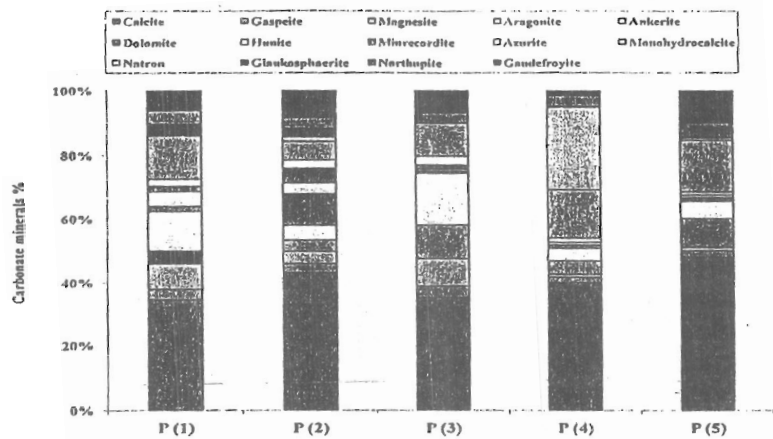 Calcite Gaspeite Magnesite Aragonite Ankerite
Dolomite Hunite Minrecordite Azurite Monohydrocalcite
Natron Glaukosphaerite Northupite Gaudefroyite
100%
80%
60%
40%
20%
0%
Carbonate minerals %
P (1) P (2) P (3) P (4) P (5)